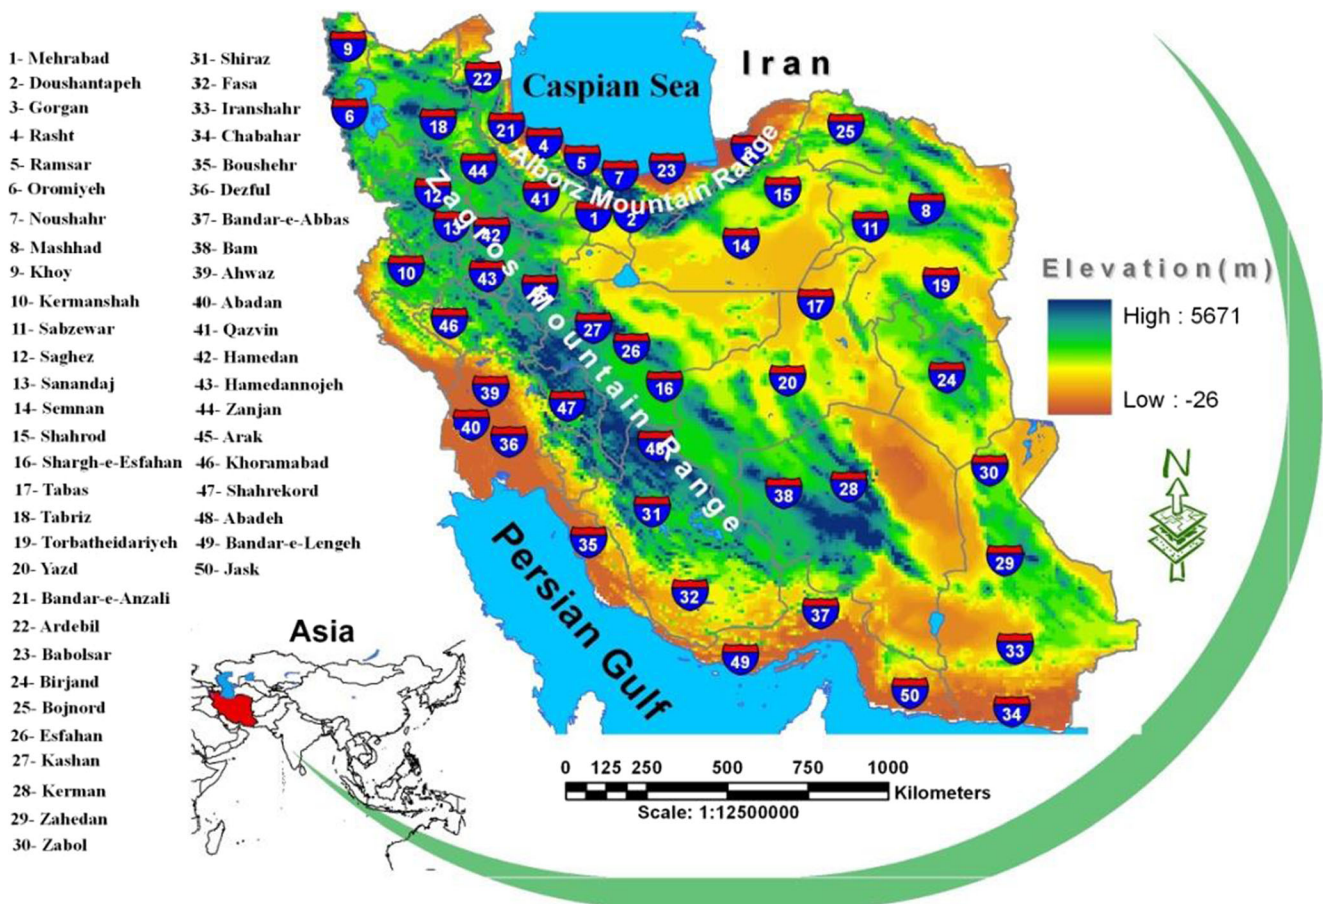 1- Mehrabad
2- Doushantapeh
3- Gorgan
4- Rasht
5- Ramsar
6- Oromiyeh
7- Noushahr
8- Mashhad
9- Khoy
10- Kermanshah
11- Sabzewar
12- Saghez
13- Sanandaj
14- Semnan
15- Shahrod
16- Shargh-e-Esfahan
17- Tabas
18- Tabriz
19- Torbatheidariyeh
20- Yazd
21- Bandar-e-Anzali
22- Ardebil
23- Babolsar
24- Birjand
25- Bojnord
26- Esfahan
27- Kashan
28- Kerman
29- Zahedan
30- Zabol
31- Shiraz
32- Fasa
33- Iranshahr
34- Chabahar
35- Boushehr
36- Dezful
37- Bandar-e-Abbas
38- Bam
39- Ahwaz
40- Abadan
41- Qazvin
42- Hamedan
43- Hamedannojeh
44- Zanjan
45- Arak
46- Khoramabad
47- Shahrekord
48- Abadeh
49- Bandar-e-Lengeh
50- Jask
Iran
Caspian Sea
Alborz Mountain Range
Zagros Mountain Range
Persian Gulf
9
22
6
18
21
4
5
7
23
25
44
12
41
15
8
13
42
1
2
14
11
10
43
19
17
46
27
26
39
16
20
24
40
36
47
48
30
38
28
31
35
29
32
37
33
49
50
34
Elevation(m)
High : 5671
Low : -26
N
Asia
0 125 250 500 750 1000
Kilometers
Scale: 1:12500000